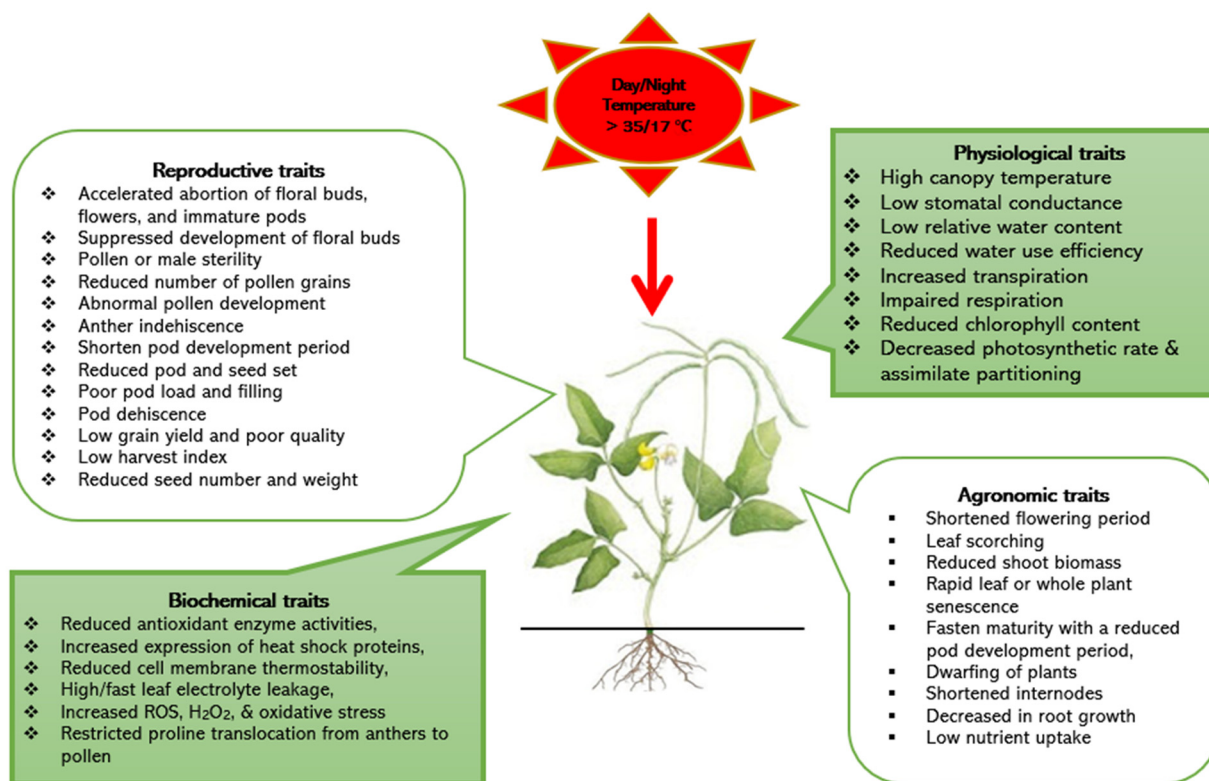 Day/Night
Temperature
> 35/17 °C
Reproductive traits
❖ Accelerated abortion of floral buds,
flowers, and immature pods
❖ Suppressed development of floral buds
❖ Pollen or male sterility
❖ Reduced number of pollen grains
❖ Abnormal pollen development
❖ Anther indehiscence
❖ Shorten pod development period
❖ Reduced pod and seed set
❖ Poor pod load and filling
❖ Pod dehiscence
❖ Low grain yield and poor quality
❖ Low harvest index
❖ Reduced seed number and weight
Physiological traits
❖ High canopy temperature
❖ Low stomatal conductance
❖ Low relative water content
❖ Reduced water use efficiency
❖ Increased transpiration
❖ Impaired respiration
❖ Reduced chlorophyll content
❖ Decreased photosynthetic rate &
assimilate partitioning
Biochemical traits
❖ Reduced antioxidant enzyme activities,
❖ Increased expression of heat shock proteins,
❖ Reduced cell membrane thermostability,
❖ High/fast leaf electrolyte leakage,
❖ Increased ROS, H₂O₂, & oxidative stress
❖ Restricted proline translocation from anthers to
pollen
Agronomic traits
▪ Shortened flowering period
▪ Leaf scorching
▪ Reduced shoot biomass
▪ Rapid leaf or whole plant
senescence
▪ Fasten maturity with a reduced
pod development period,
▪ Dwarfing of plants
▪ Shortened internodes
▪ Decreased in root growth
▪ Low nutrient uptake